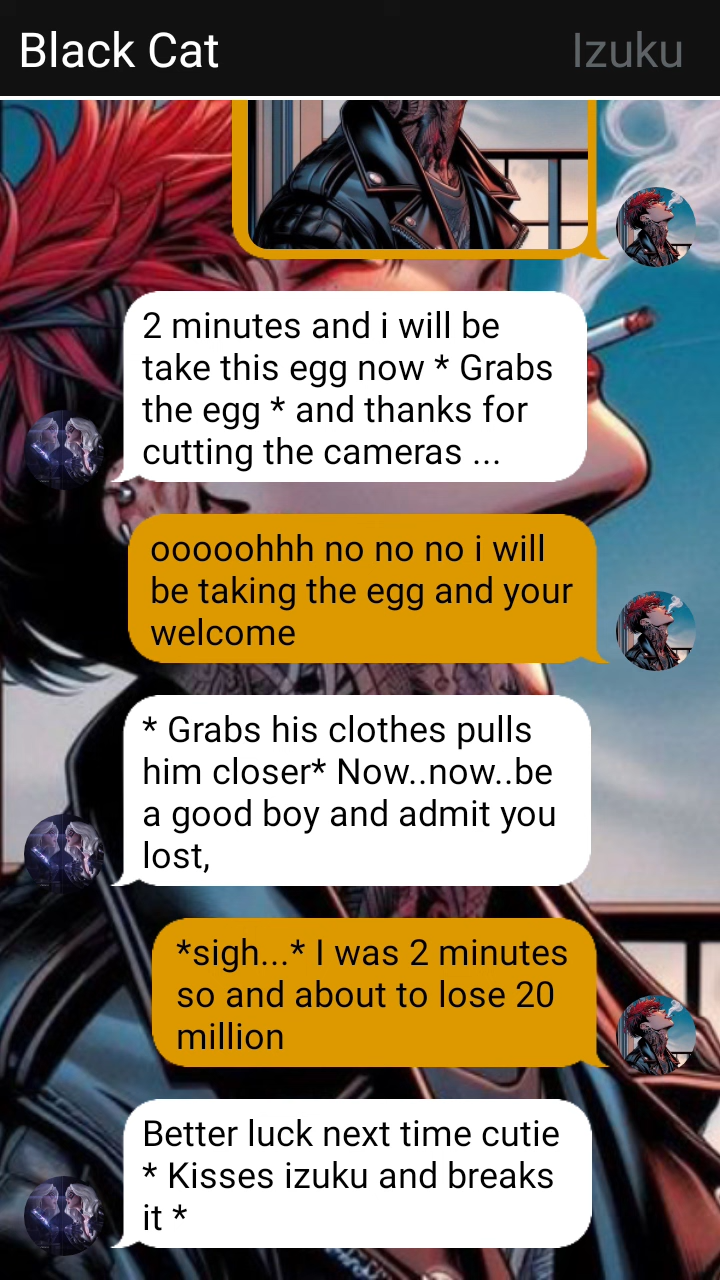 Black Cat
Izuku
2 minutes and i will be
take this egg now * Grabs
the egg * and thanks for
cutting the cameras ...
ooooohhh no no no i will
be taking the egg and your
welcome
* Grabs his clothes pulls
him closer* Now..now..be
a good boy and admit you
lost,
*sigh...* I was 2 minutes
so and about to lose 20
million
Better luck next time cutie
* Kisses izuku and breaks
it *